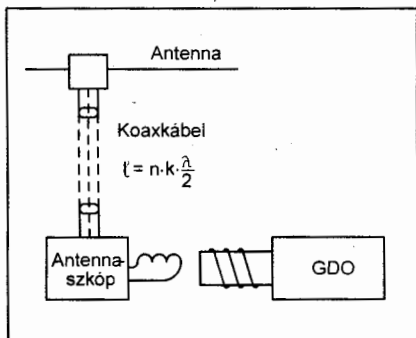 Antenna
Koaxkábel
ℓ = n·k·λ/2
Antenna-
szkóp
GDO